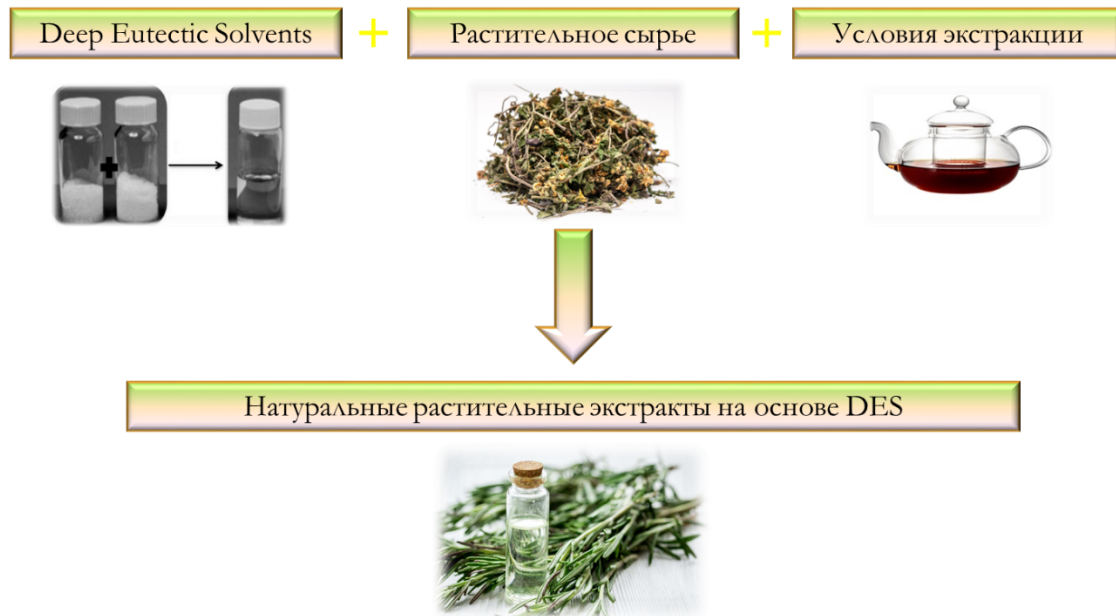 Deep Eutectic Solvents + Растительное сырье + Условия экстракции
Натуральные растительные экстракты на основе DES